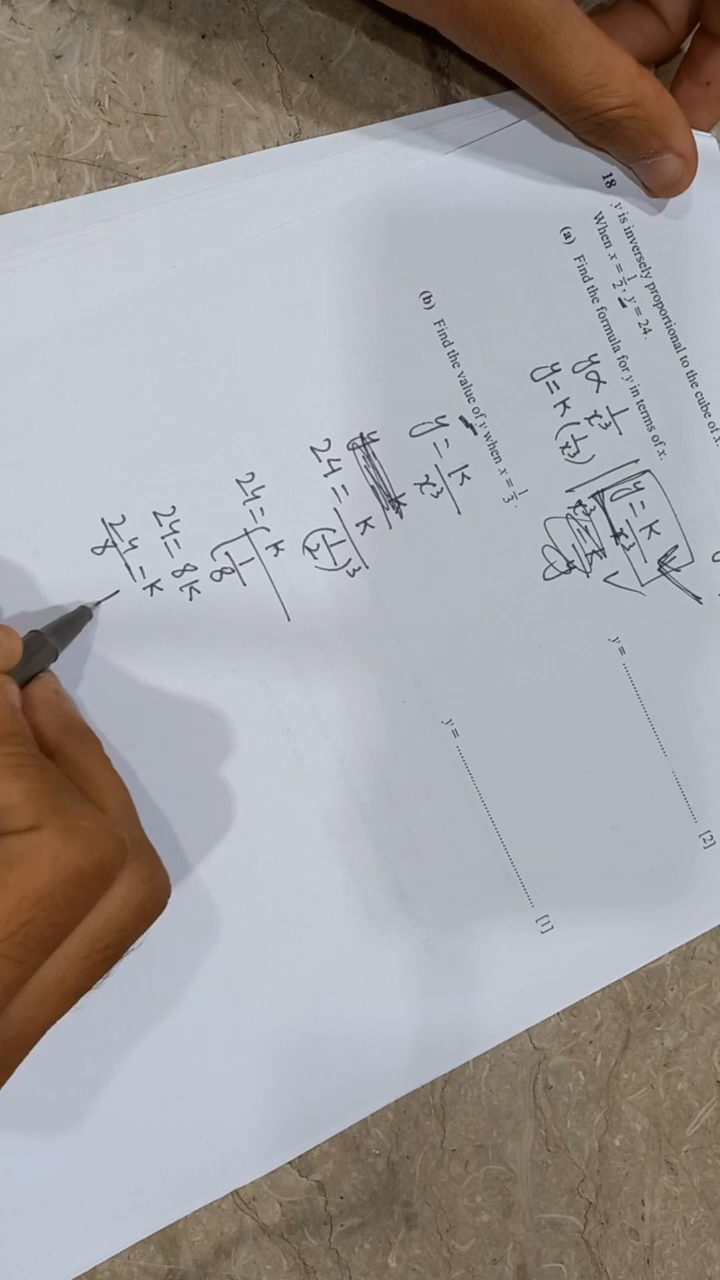 18 y is inversely proportional to the cube of x.
When x = 1/2, y = 24.
(a) Find the formula for y in terms of x.
y ∝ 1/x³
y = K (1/x³)
y = K/x³
y = .................... [2]
(b) Find the value of y when x = 1/3.
y = K/x³
24 = K/(1/2)³
24 = K/(1/8
24 = 8K
24/8 = K
y = .................... [1]